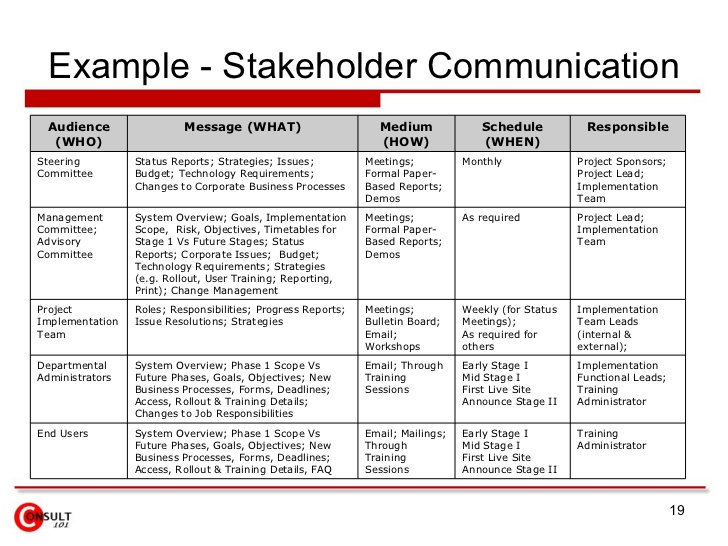 Example - Stakeholder Communication
Audience (WHO)
Message (WHAT)
Medium (HOW)
Schedule (WHEN)
Responsible
Steering
Committee
Status Reports; Strategies; Issues;
Budget; Technology Requirements;
Changes to Corporate Business Processes
Meetings;
Formal Paper-
Based Reports;
Demos
Monthly
Project Sponsors;
Project Lead;
Implementation
Team
Management
Committee;
Advisory
Committee
System Overview; Goals, Implementation
Scope, Risk, Objectives, Timetables for
Stage 1 Vs Future Stages; Status
Reports; Corporate Issues; Budget;
Technology Requirements; Strategies
(e.g. Rollout, User Training; Reporting,
Print); Change Management
Meetings;
Formal Paper-
Based Reports;
Demos
As required
Project Lead;
Implementation
Team
Project
Implementation
Team
Roles; Responsibilities; Progress Reports;
Issue Resolutions; Strategies
Meetings;
Bulletin Board;
Email;
Workshops
Weekly (for Status
Meetings);
As required for
others
Implementation
Team Leads
(internal &
external);
Departmental
Administrators
System Overview; Phase 1 Scope Vs
Future Phases, Goals, Objectives; New
Business Processes, Forms, Deadlines;
Access, Rollout & Training Details;
Changes to Job Responsibilities
Email; Through
Training
Sessions
Early Stage I
Mid Stage I
First Live Site
Announce Stage II
Implementation
Functional Leads;
Training
Administrator
End Users
System Overview; Phase 1 Scope Vs
Future Phases, Goals, Objectives; New
Business Processes, Forms, Deadlines;
Access, Rollout & Training Details, FAQ
Email; Mailings;
Through
Training
Sessions
Early Stage I
Mid Stage I
First Live Site
Announce Stage II
Training
Administrator
CONSULT
101
19